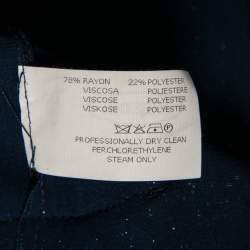 78% RAYON 22% POLYESTER
VISCOSA POLIESTERE
VISCOSE POLYESTER
VISKOSE POLYESTER
PROFESSIONALLY DRY CLEAN
PERCHLORETHYLENE
STEAM ONLY